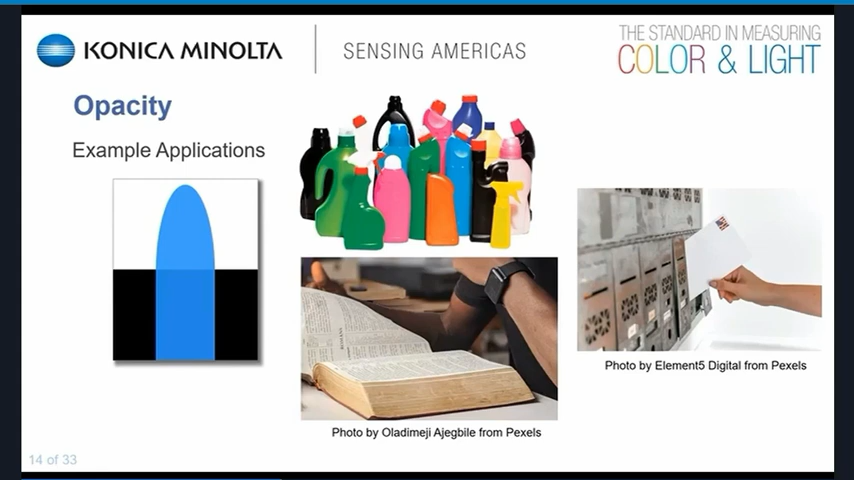 KONICA MINOLTA
SENSING AMERICAS
THE STANDARD IN MEASURING
COLOR & LIGHT
Opacity
Example Applications
Photo by Element5 Digital from Pexels
Photo by Oladimeji Ajegbile from Pexels
14 of 33